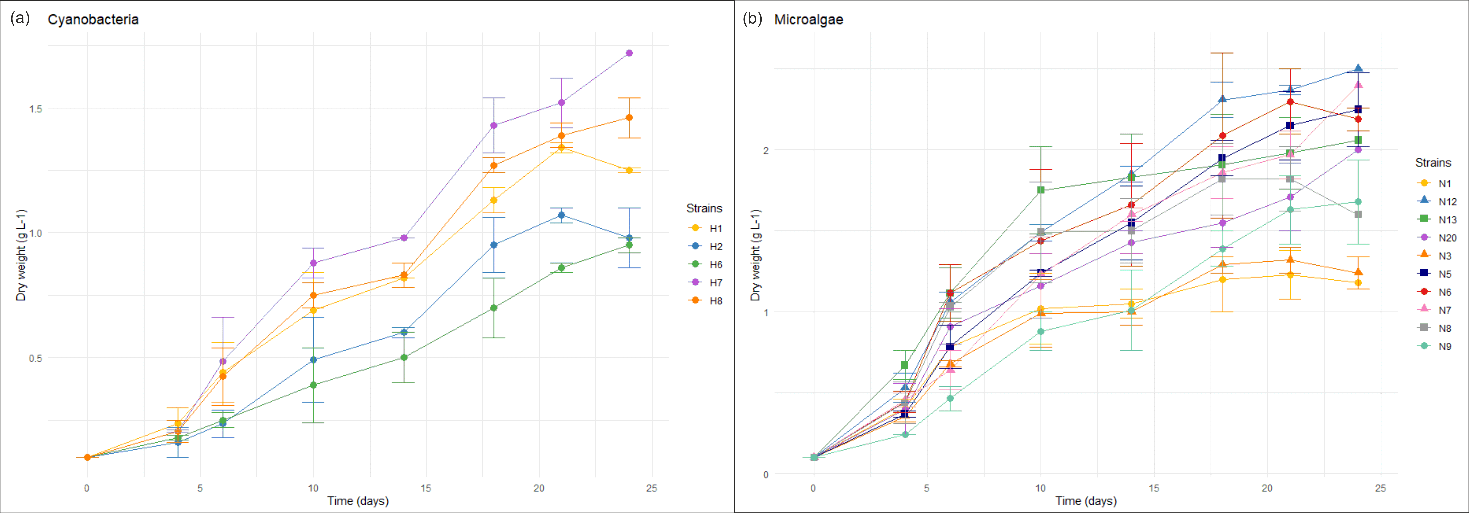 (a) Cyanobacteria
Dry weight (g L-1)
1.5
1.0
0.5
0 5 10 15 20 25
Time (days)
Strains
H1
H2
H6
H7
H8
(b) Microalgae
Dry weight (g L-1)
2
1
0
0 5 10 15 20 25
Time (days)
Strains
N1
N12
N13
N20
N3
N5
N6
N7
N8
N9